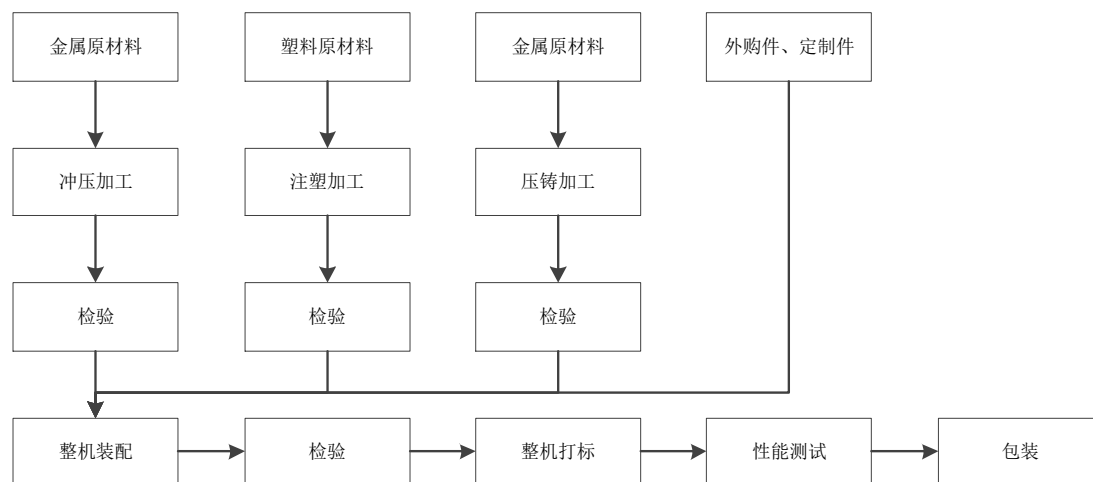 金属原材料
塑料原材料
金属原材料
外购件、定制件
冲压加工
注塑加工
压铸加工
检验
检验
检验
整机装配
检验
整机打标
性能测试
包装